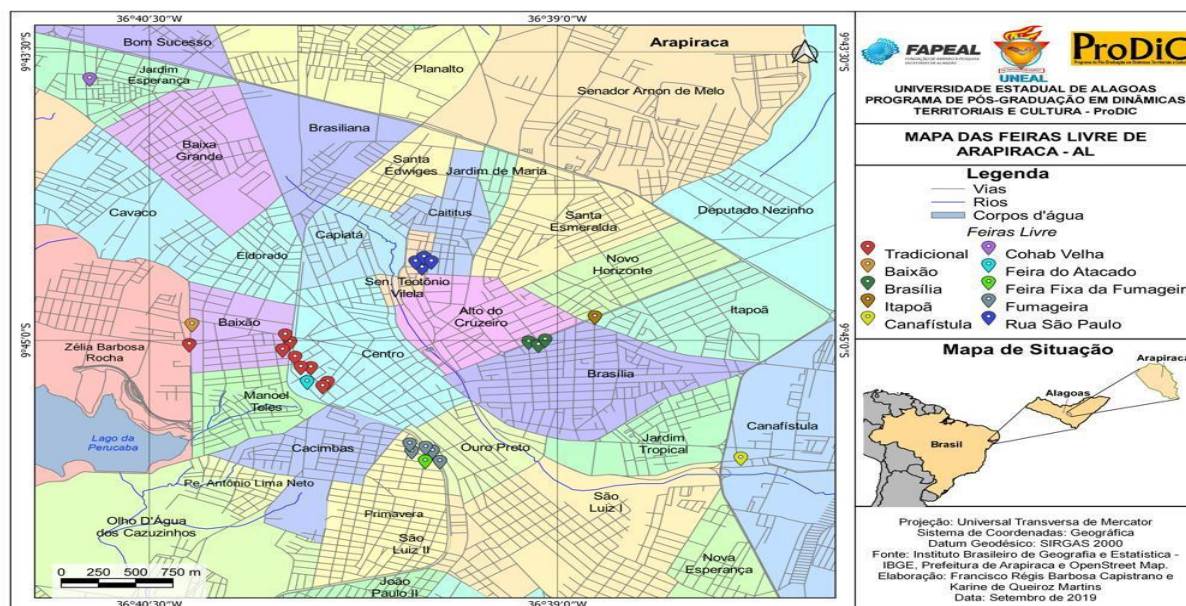 36°40'30"W
36°39'0"W
9°43'30"S
9°43'30"S
Bom Sucesso
Arapiraca
Planalto
Jardim
Esperança
Senador Arnon de Melo
Brasiliana
Baixa
Grande
Santa
Edwiges
Jardim de Maria
Cavaco
Caititus
Santa
Esmeralda
Deputado Nezinho
Capiatã
Eldorado
Novo
Horizonte
Sen. Teotônio
Vilela
Alto do
Cruzeiro
Itapoã
Baixão
9°45'0"S
9°45'0"S
Zélia Barbosa
Rocha
Centro
Brasília
Manoel
Teles
Canafístula
Lago da
Perucaba
Cacimbas
Ouro Preto
Jardim
Tropical
Pe. Antônio Lima Neto
Olho D'Água
dos Cazuzinhos
Primavera
São
Luiz I
São
Luiz II
Nova
Esperança
João
Paulo II
0 250 500 750 m
36°40'30"W
36°39'0"W
FAPEAL
UNEAL
ProDiC
UNIVERSIDADE ESTADUAL DE ALAGOAS
PROGRAMA DE PÓS-GRADUAÇÃO EM DINÂMICAS
TERRITORIAIS E CULTURA - ProDIC
MAPA DAS FEIRAS LIVRE DE
ARAPIRACA - AL
Legenda
Vias
Rios
Corpos d'água
Feiras Livre
Tradicional
Baixão
Brasília
Itapoã
Canafístula
Cohab Velha
Feira do Atacado
Feira Fixa da Fumageir
Fumageira
Rua São Paulo
Mapa de Situação
Arapiraca
Alagoas
Brasil
Projeção: Universal Transversa de Mercator
Sistema de Coordenadas: Geográfica
Datum Geodésico: SIRGAS 2000
Fonte: Instituto Brasileiro de Geografia e Estatística -
IBGE, Prefeitura de Arapiraca e OpenStreet Map.
Elaboração: Francisco Régis Barbosa Capistrano e
Karine de Queiroz Martins
Data: Setembro de 2019